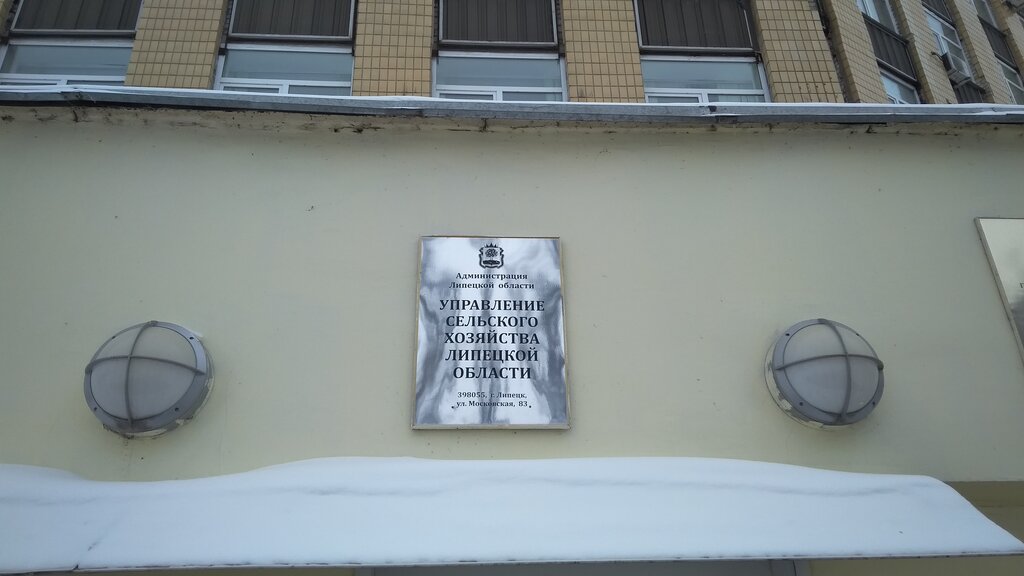 Администрация
Липецкой области
УПРАВЛЕНИЕ
СЕЛЬСКОГО
ХОЗЯЙСТВА
ЛИПЕЦКОЙ
ОБЛАСТИ
398055, г. Липецк,
ул. Московская, 83